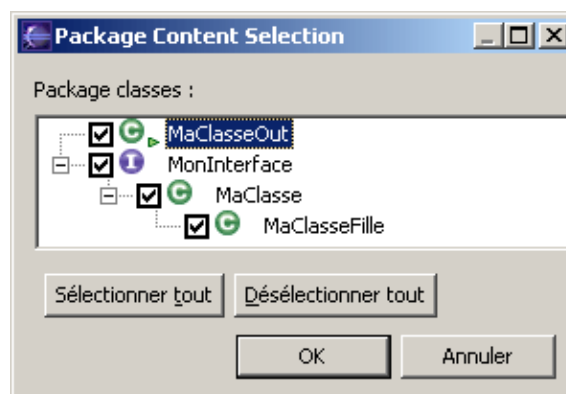 Package Content Selection
Package classes :
MaClasseOut
MonInterface
MaClasse
MaClasseFille
Sélectionner tout Désélectionner tout
OK Annuler